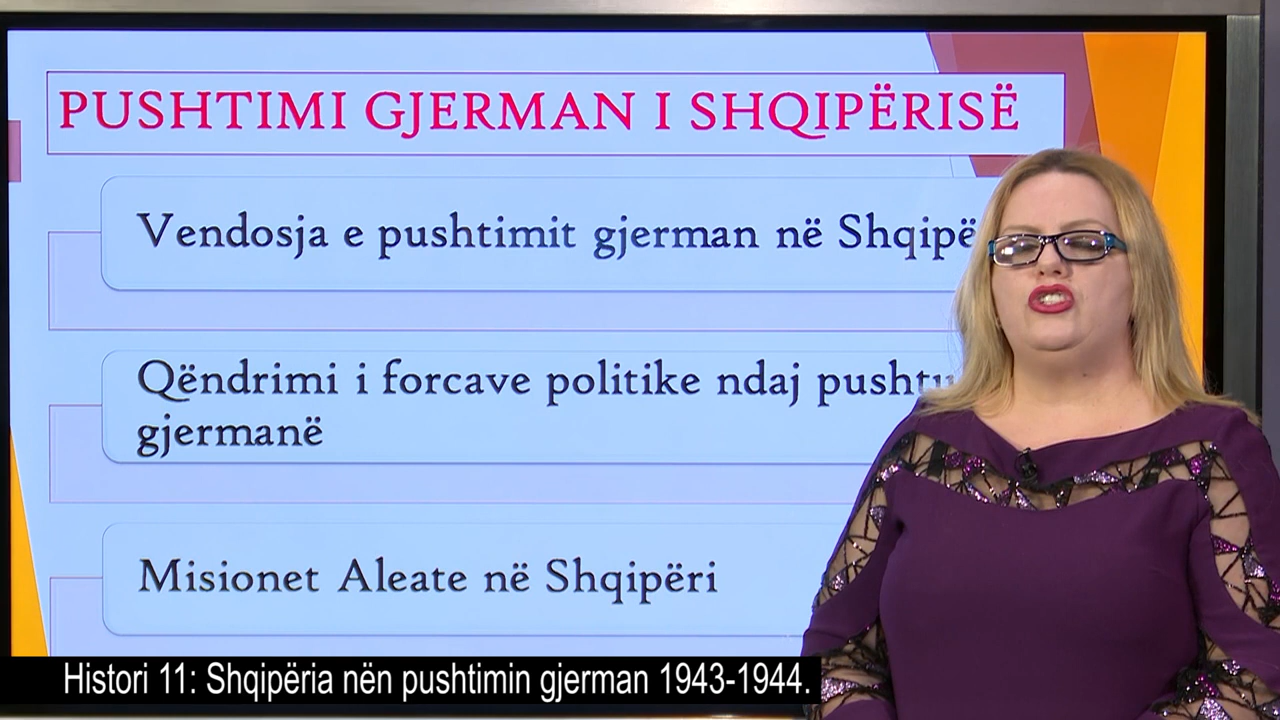 PUSHTIMI GJERMAN I SHQIPËRISË
Vendosja e pushtimit gjerman në
Qëndrimi i forcave politike ndaj
gjermanë
Misionet Aleate në Shqipëri
Histori 11: Shqipëria nën pushtimin gjerman 1943-1944.